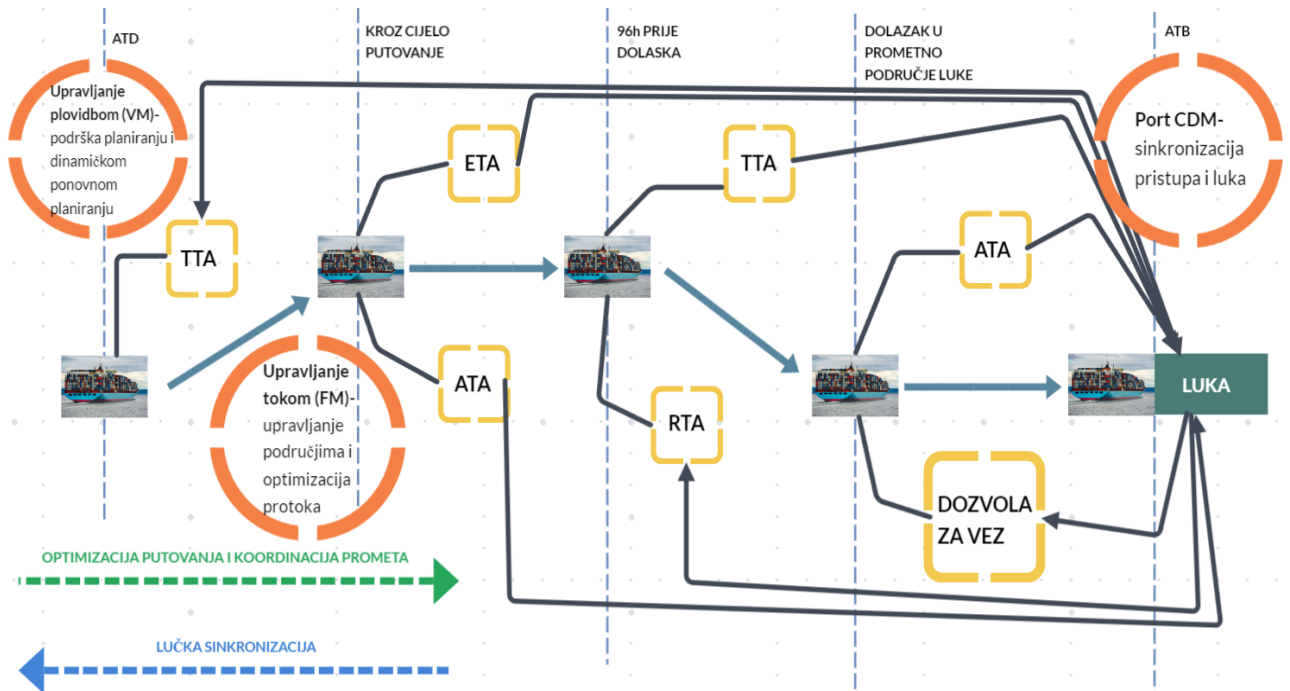 ATD
KROZ CIJELO
PUTOVANJE
96h PRIJE
DOLASKA
DOLAZAK U
PROMETNO
PODRUČJE LUKE
ATB
Upravljanje
plovidbom (VM)-
podrška planiranju i
dinamičkom
ponovnom
planiranju
Port CDM-
sinkronizacija
pristupa i luka
ETA
TTA
TTA
ATA
Upravljanje
tokom (FM)-
upravljanje
područjima i
optimizacija
protoka
ATA
RTA
LUKA
DOZVOLA
ZA VEZ
OPTIMIZACIJA PUTOVANJA I KOORDINACIJA PROMETA
LUČKA SINKRONIZACIJA